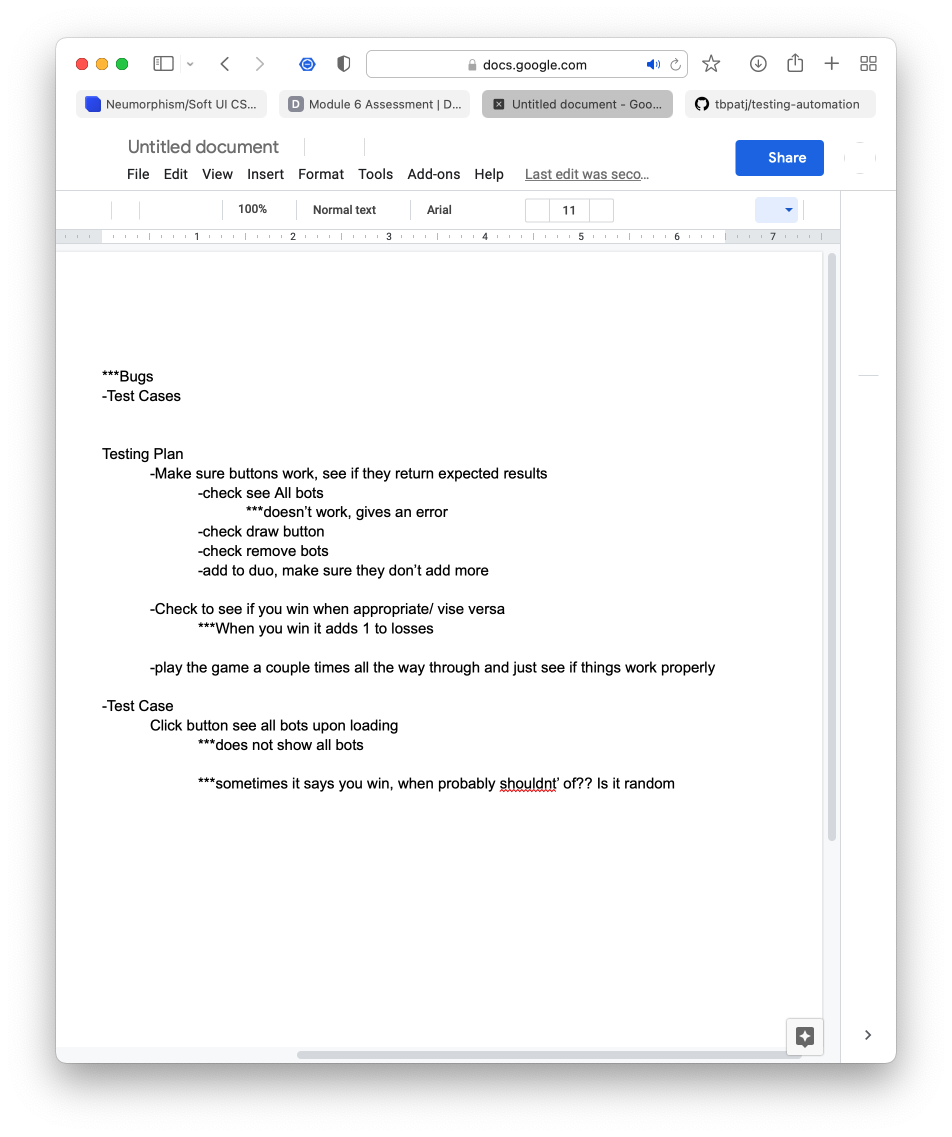 docs.google.com
Neumorphism/Soft UI CS...
D Module 6 Assessment | D...
Untitled document - Goo...
tbpatj/testing-automation
Untitled document
Share
File Edit View Insert Format Tools Add-ons Help Last edit was seco...
100% Normal text Arial 11
1 2 3 4 5 6 7
***Bugs
-Test Cases
Testing Plan
-Make sure buttons work, see if they return expected results
-check see All bots
***doesn’t work, gives an error
-check draw button
-check remove bots
-add to duo, make sure they don’t add more
-Check to see if you win when appropriate/ vise versa
***When you win it adds 1 to losses
-play the game a couple times all the way through and just see if things work properly
-Test Case
Click button see all bots upon loading
***does not show all bots
***sometimes it says you win, when probably shouldnt’ of?? Is it random